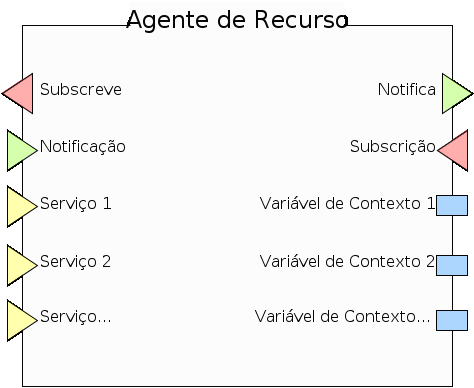 Agente de Recurso
Subscreve
Notifica
Notificação
Subscrição
Serviço 1
Variável de Contexto 1
Serviço 2
Variável de Contexto 2
Serviço...
Variável de Contexto...